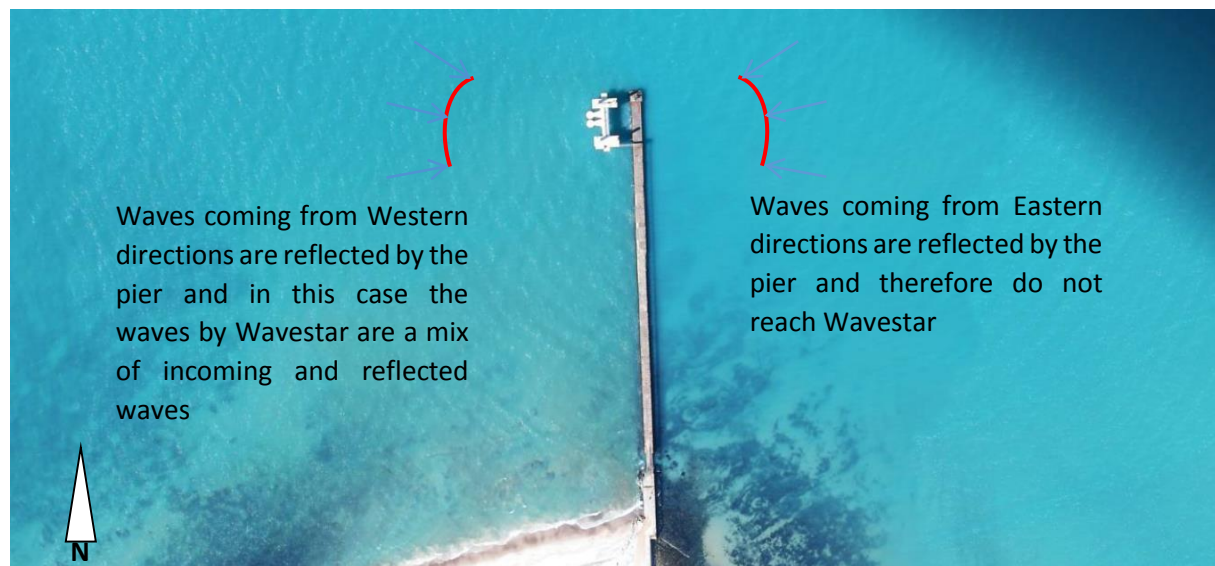 Waves coming from Western
directions are reflected by the
pier and in this case the
waves by Wavestar are a mix
of incoming and reflected
waves
Waves coming from Eastern
directions are reflected by the
pier and therefore do not
reach Wavestar
N